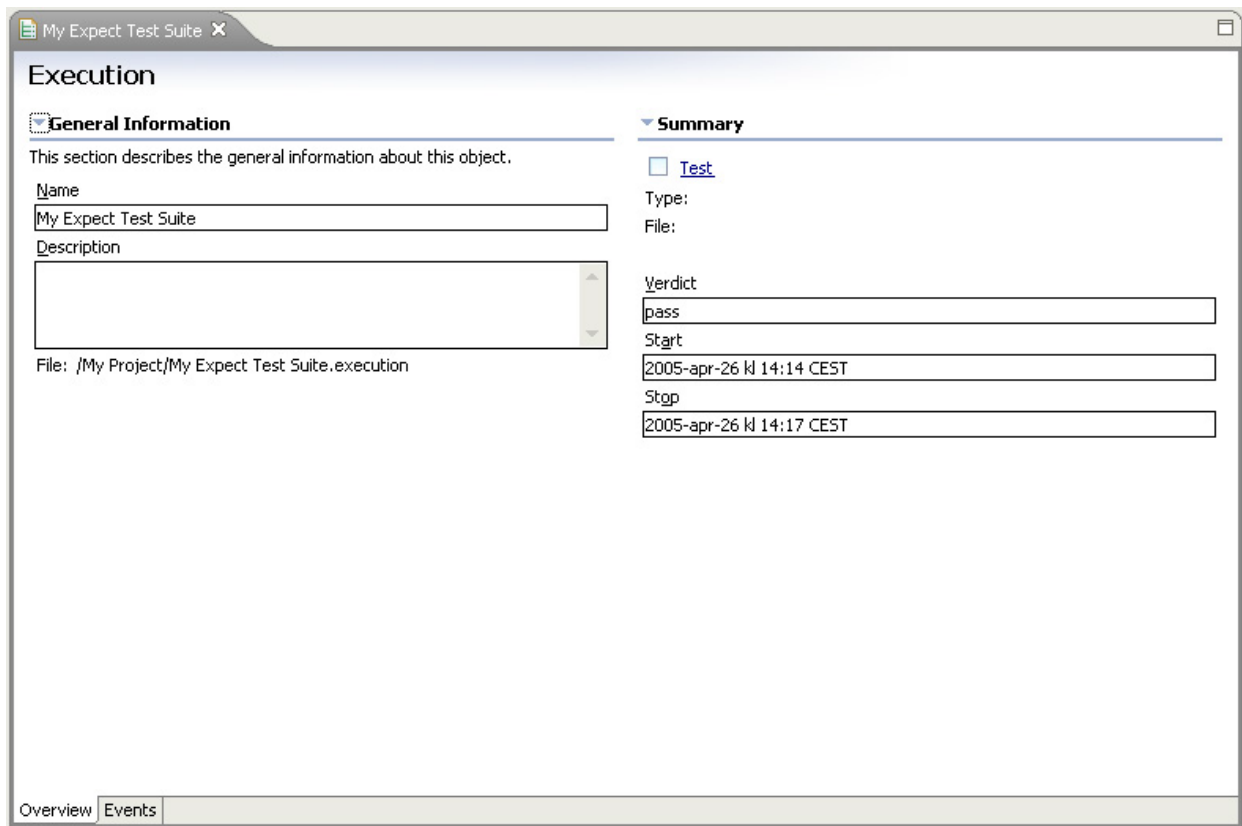 My Expect Test Suite
Execution
General Information
This section describes the general information about this object.
Name
My Expect Test Suite
Description
File: /My Project/My Expect Test Suite.execution
Summary
Test
Type:
File:
Verdict
pass
Start
2005-apr-26 kl 14:14 CEST
Stop
2005-apr-26 kl 14:17 CEST
Overview Events